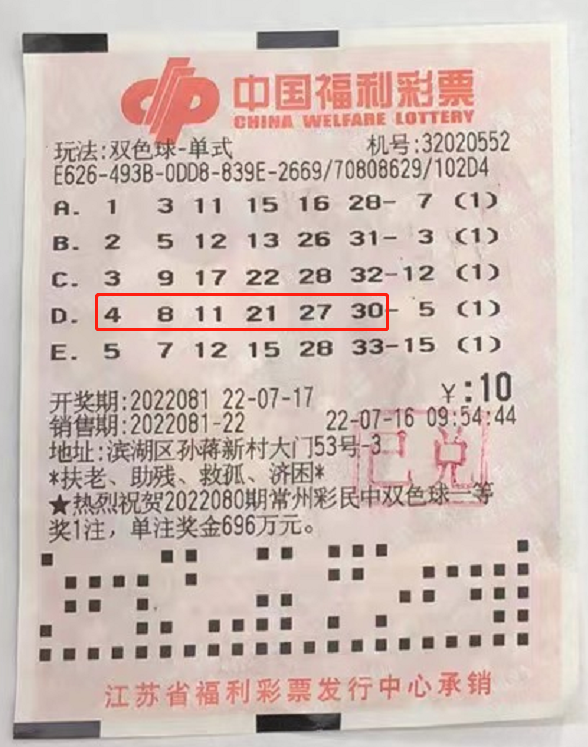 中国福利彩票
CHINA WELFARE LOTTERY
玩法:双色球-单式 机号:32020552
E626-493B-0DD8-839E-2669/70808629/102D4
A. 1 3 11 15 16 28- 7 (1)
B. 2 5 12 13 26 31- 3 (1)
C. 3 9 17 22 28 32-12 (1)
D. 4 8 11 21 27 30- 5 (1)
E. 5 7 12 15 28 33-15 (1)
开奖期:2022081 22-07-17 ¥:10
销售期:2022081-22 22-07-16 09:54:44
地址:滨湖区孙蒋新村大门53号-3
已兑
*扶老、助残、救孤、济困*
★热烈祝贺2022080期常州彩民中双色球一等
奖1注，单注奖金696万元。
江苏省福利彩票发行中心承销